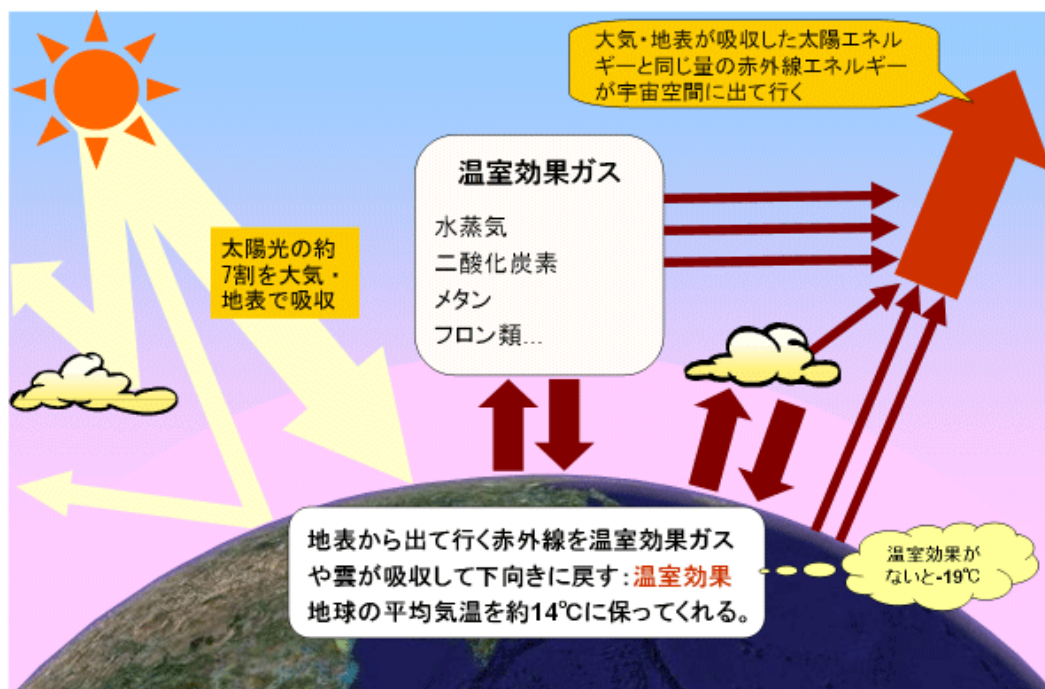 大気・地表が吸収した太陽エネル
ギーと同じ量の赤外線エネルギー
が宇宙空間に出て行く
温室効果ガス
水蒸気
二酸化炭素
メタン
フロン類...
太陽光の約
7割を大気・
地表で吸収
地表から出て行く赤外線を温室効果ガス
や雲が吸収して下向きに戻す:温室効果
地球の平均気温を約14℃に保ってくれる。
温室効果が
ないと-19℃